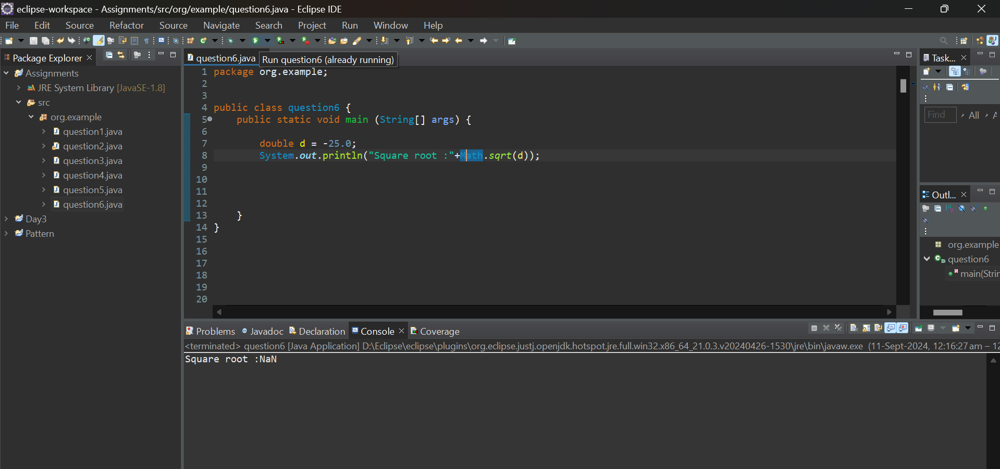 eclipse-workspace - Assignments/src/org/example/question6.java - Eclipse IDE
File Edit Source Refactor Source Navigate Search Project Run Window Help
Package Explorer
Assignments
JRE System Library [JavaSE-1.8]
src
org.example
question1.java
question2.java
question3.java
question4.java
question5.java
question6.java
Day3
Pattern
question6.java
Run question6 (already running)
1 package org.example;
2
3
4 public class question6 {
5 public static void main (String[] args) {
6
7 double d = -25.0;
8 System.out.println("Square root :"+Math.sqrt(d));
9
10
11
12
13 }
14 }
15
16
17
18
19
20
Task...
Find All A
Outl...
org.example
question6
main(Strin
Problems Javadoc Declaration Console Coverage
<terminated> question6 [Java Application] D:\Eclipse\eclipse\plugins\org.eclipse.justj.openjdk.hotspot.jre.full.win32.x86_64_21.0.3.v20240426-1530\jre\bin\javaw.exe (11-Sept-2024, 12:16:27 am – 12
Square root :NaN